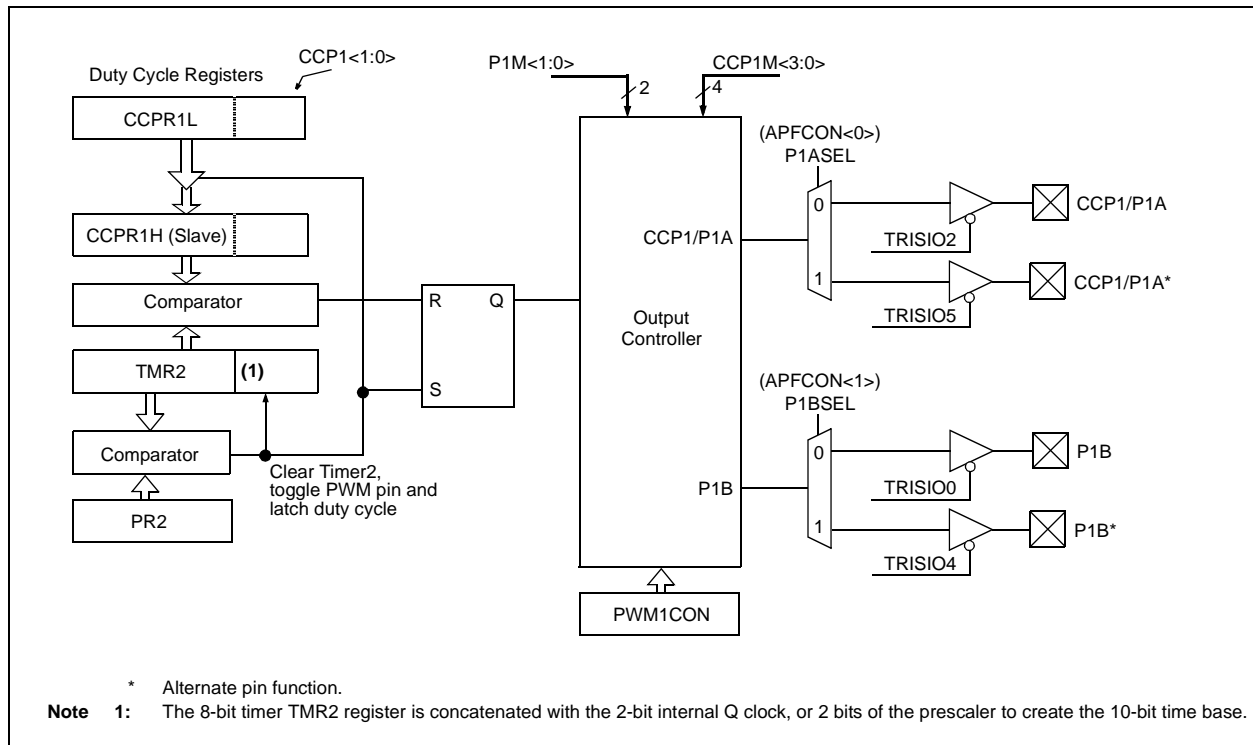 CCP1<1:0>
Duty Cycle Registers
CCPR1L
CCPR1H (Slave)
Comparator
TMR2
(1)
Comparator
PR2
Clear Timer2,
toggle PWM pin and
latch duty cycle
R
Q
S
P1M<1:0>
2
CCP1M<3:0>
4
CCP1/P1A
Output
Controller
P1B
PWM1CON
(APFCON<0>)
P1ASEL
0
1
TRISIO2
CCP1/P1A
TRISIO5
CCP1/P1A*
(APFCON<1>)
P1BSEL
0
1
TRISIO0
P1B
TRISIO4
P1B*
* Alternate pin function.
Note 1: The 8-bit timer TMR2 register is concatenated with the 2-bit internal Q clock, or 2 bits of the prescaler to create the 10-bit time base.